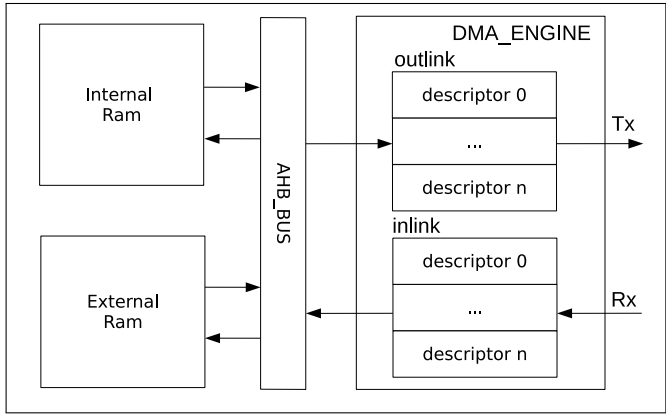 DMA_ENGINE
outlink
descriptor 0
...
descriptor n
Tx
inlink
descriptor 0
...
descriptor n
Rx
Internal
Ram
External
Ram
AHB_BUS